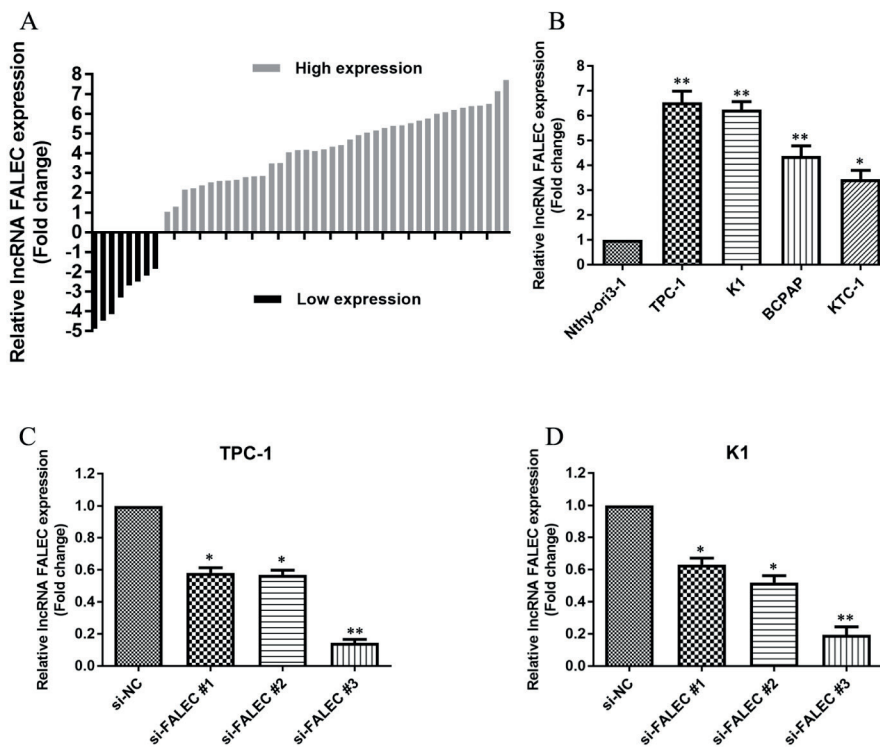 A
Relative lncRNA FALEC expression
(Fold change)
8
7
6
5
4
3
2
1
0
-1
-2
-3
-4
-5
High expression
Low expression
B
Relative lncRNA FALEC expression
(Fold change)
8
7
6
5
4
3
2
1
0
**
**
**
*
Nthy-ori3-1
TPC-1
K1
BCPAP
KTC-1
C
TPC-1
Relative lncRNA FALEC expression
(Fold change)
1.2
1.0
0.8
0.6
0.4
0.2
0.0
*
*
**
si-NC
si-FALEC #1
si-FALEC #2
si-FALEC #3
D
K1
Relative lncRNA FALEC expression
(Fold change)
1.2
1.0
0.8
0.6
0.4
0.2
0.0
*
*
**
si-NC
si-FALEC #1
si-FALEC #2
si-FALEC #3